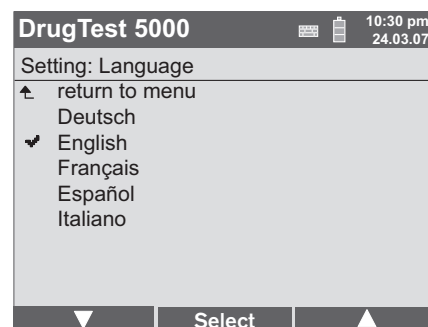 DrugTest 5000
10:30 pm
24.03.07
Setting: Language
return to menu
Deutsch
English
Français
Español
Italiano
Select